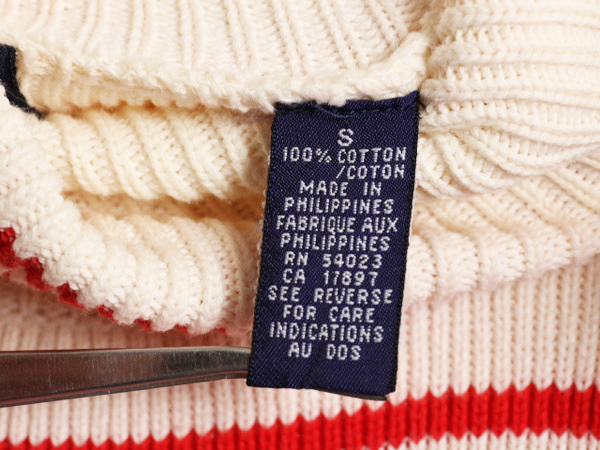 S
100% COTTON
/COTON
MADE IN
PHILIPPINES
FABRIQUE AUX
PHILIPPINES
RN 54023
CA 17897
SEE REVERSE
FOR CARE
INDICATIONS
AU DOS